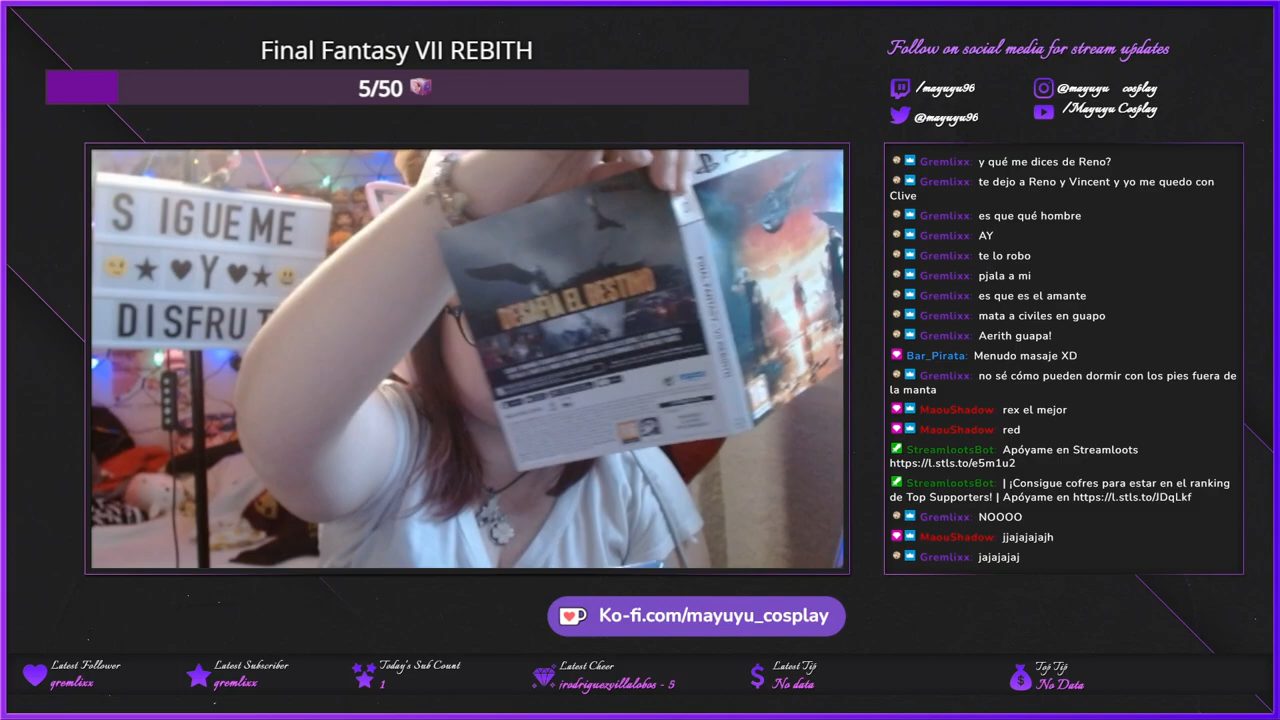 Final Fantasy VII REBITH
5/50
Follow on social media for stream updates
/mayuyu96
@mayuyu cosplay
@mayuyu96
/Mayuyu Cosplay
S IGUEME
Y
DISFRUT
DESAFÍA EL DESTINO
FINAL FANTASY VII REBIRTH
Gremlixx: y qué me dices de Reno?
Gremlixx: te dejo a Reno y Vincent y yo me quedo con
Clive
Gremlixx: es que qué hombre
Gremlixx: AY
Gremlixx: te lo robo
Gremlixx: pjala a mi
Gremlixx: es que es el amante
Gremlixx: mata a civiles en guapo
Gremlixx: Aerith guapa!
Bar_Pirata: Menudo masaje XD
Gremlixx: no sé cómo pueden dormir con los pies fuera de
la manta
MaouShadow: rex el mejor
MaouShadow: red
StreamlootsBot: Apóyame en Streamloots
https://l.stls.to/e5m1u2
StreamlootsBot: | ¡Consigue cofres para estar en el ranking
de Top Supporters! | Apóyame en https://l.stls.to/JDqLkf
Gremlixx: NOOOO
MaouShadow: jjajajajajh
Gremlixx: jajajajaj
Ko-fi.com/mayuyu_cosplay
Latest Follower
gremlixx
Latest Subscriber
gremlixx
Today's Sub Count
1
Latest Cheer
jrodriguezvillalobos - 5
Latest Tip
No data
Top Tip
No Data